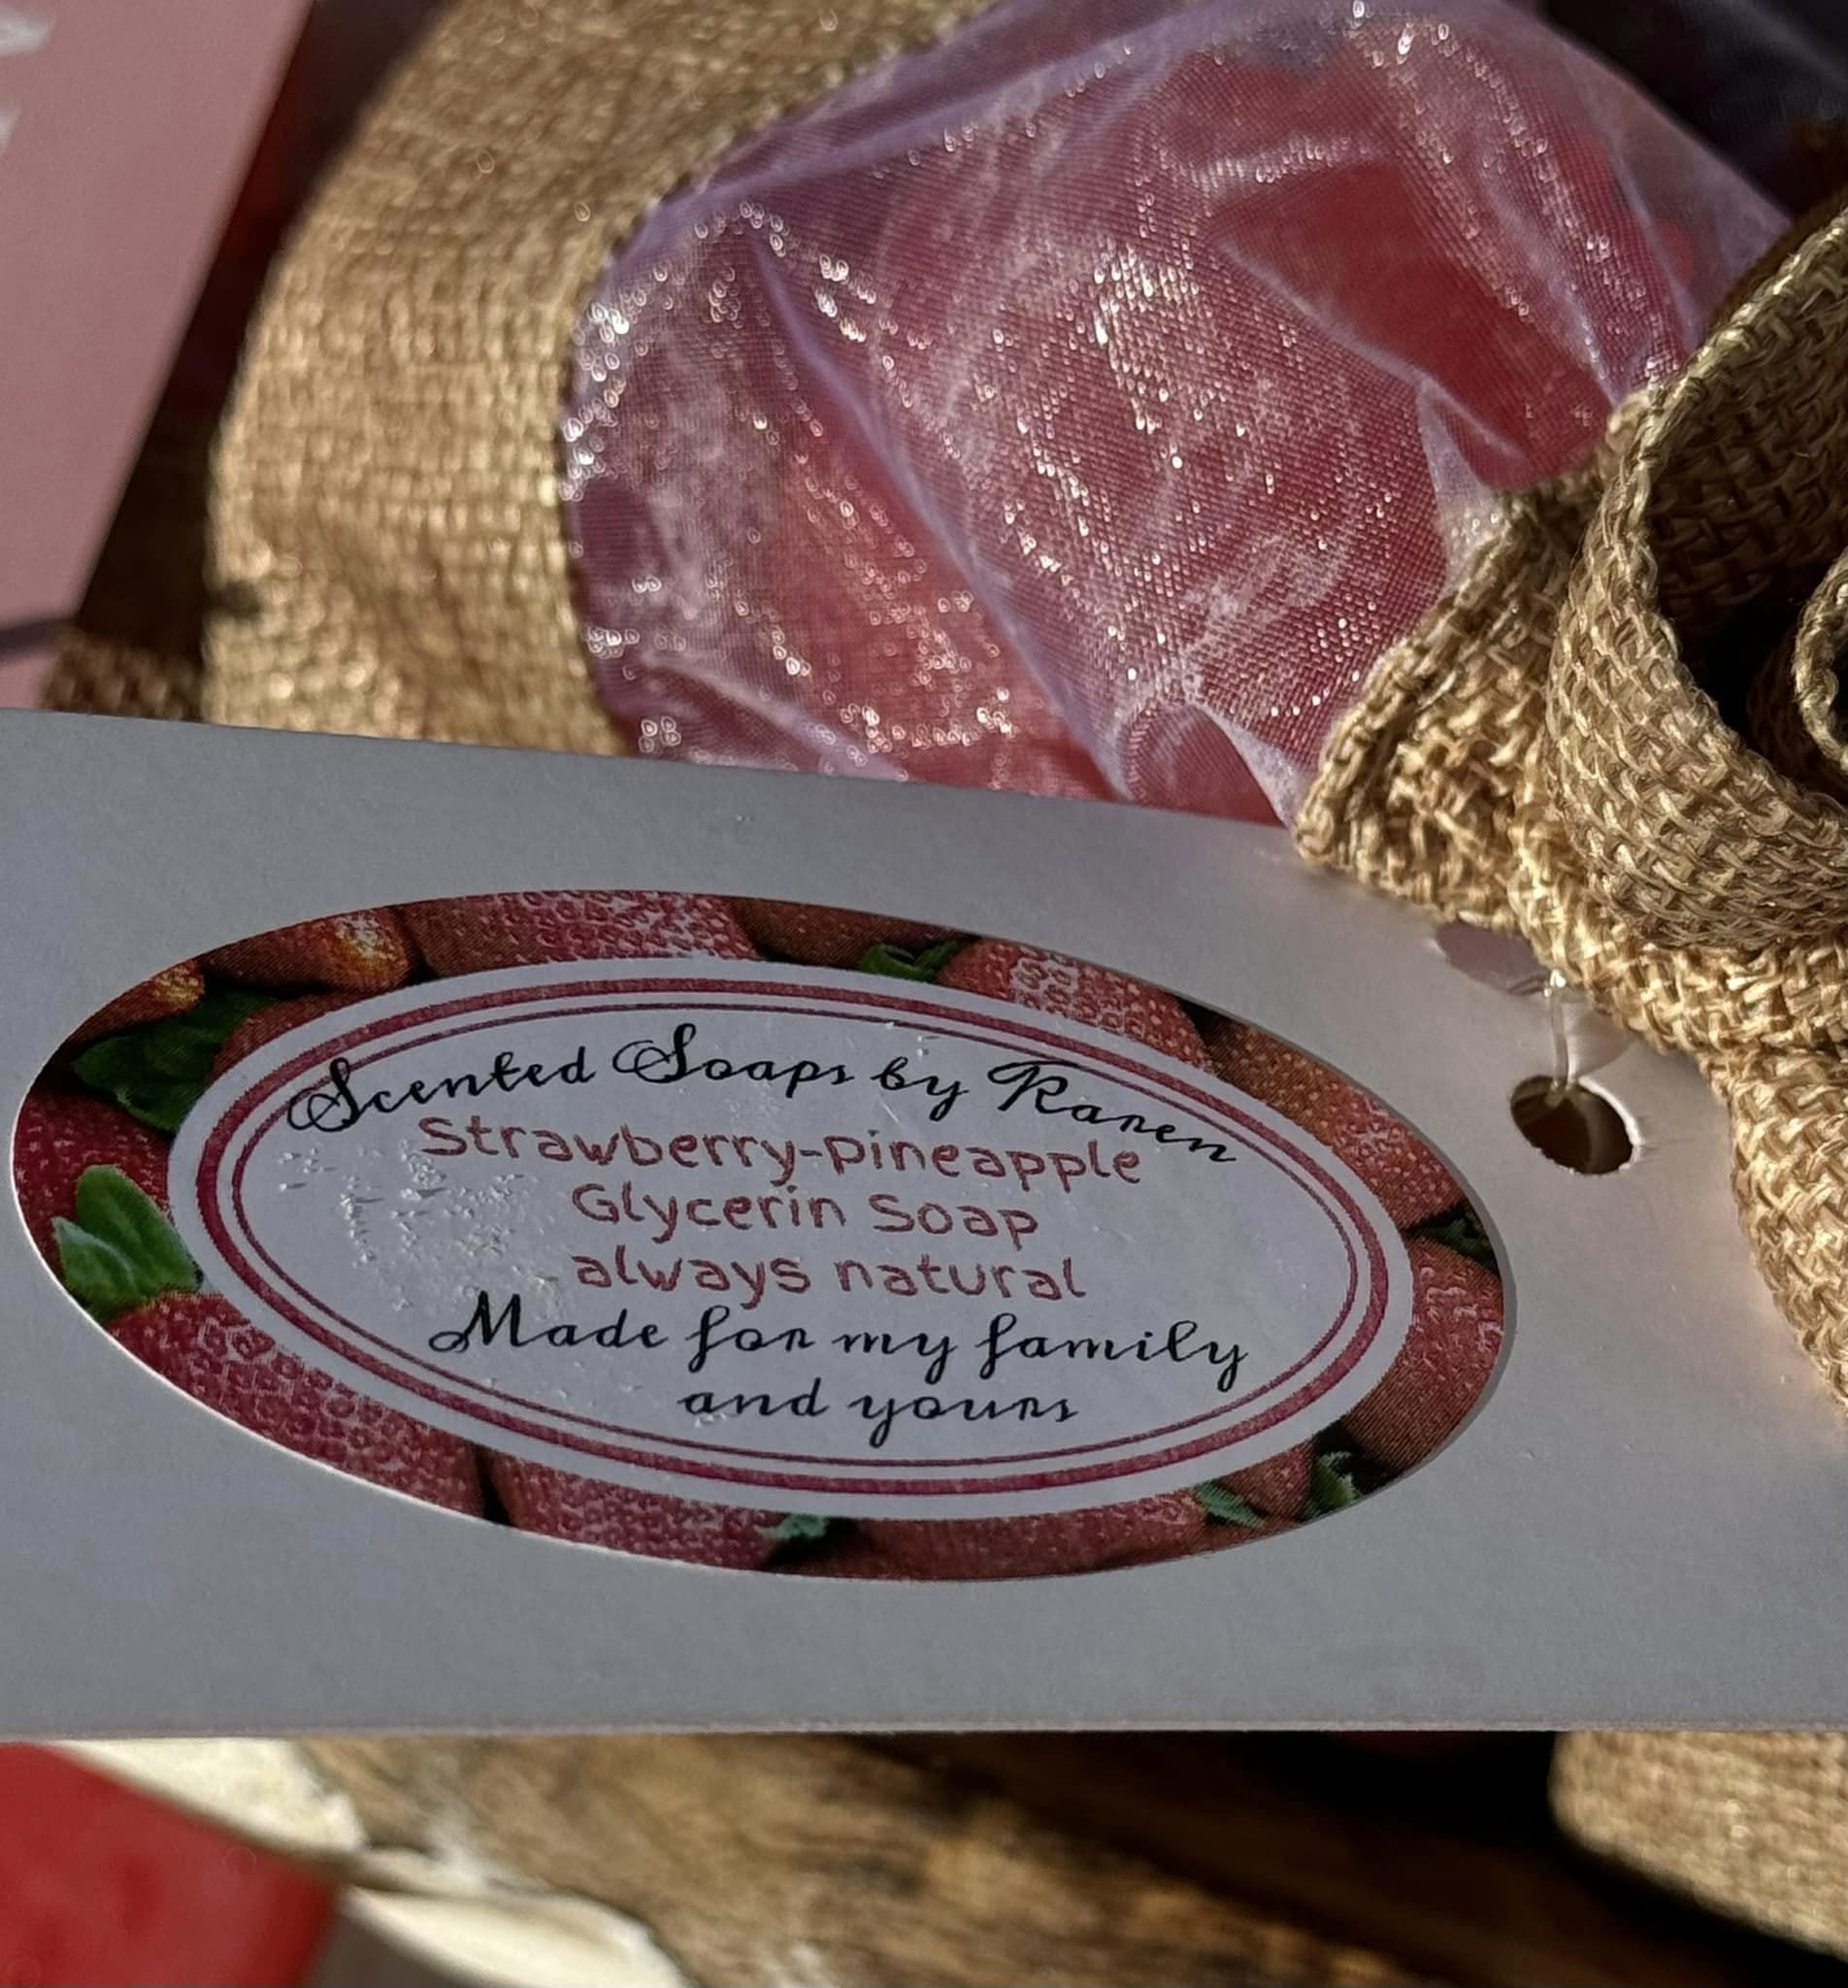 Scented Soaps by Karen
Strawberry-pineapple
Glycerin Soap
always natural
Made for my family
and yours